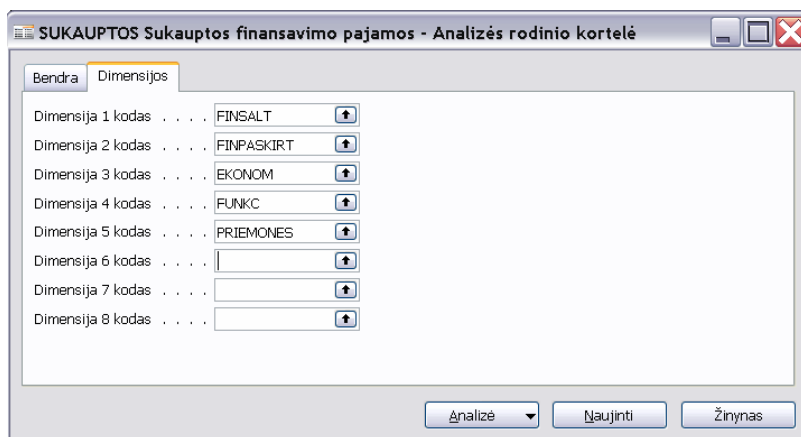 SUKAUPTOS Sukauptos finansavimo pajamos - Analizės rodinio kortelė
Bendra Dimensijos
Dimensija 1 kodas . . . . FINSALT
Dimensija 2 kodas . . . . FINPASKIRT
Dimensija 3 kodas . . . . EKONOM
Dimensija 4 kodas . . . . FUNKC
Dimensija 5 kodas . . . . PRIEMONES
Dimensija 6 kodas . . . .
Dimensija 7 kodas . . . .
Dimensija 8 kodas . . . .
Analizė Naujinti Žinynas